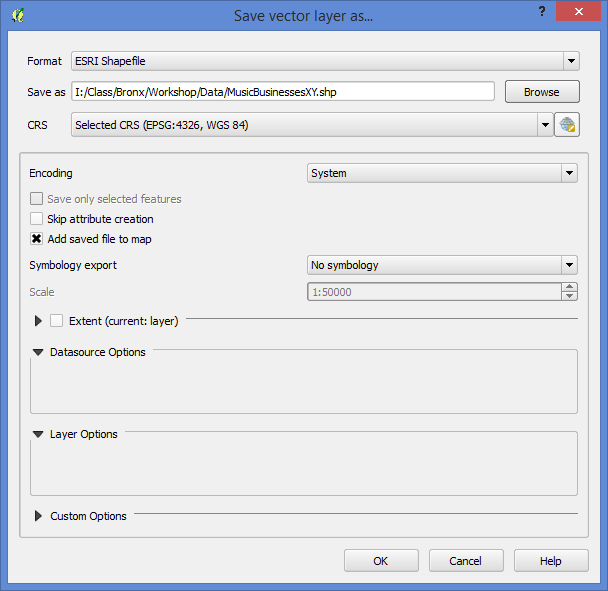 Save vector layer as...
?
Format ESRI Shapefile
Save as I:/Class/Bronx/Workshop/Data/MusicBusinessesXY.shp Browse
CRS Selected CRS (EPSG:4326, WGS 84)
Encoding System
Save only selected features
Skip attribute creation
Add saved file to map
Symbology export No symbology
Scale 1:50000
Extent (current: layer)
Datasource Options
Layer Options
Custom Options
OK Cancel Help